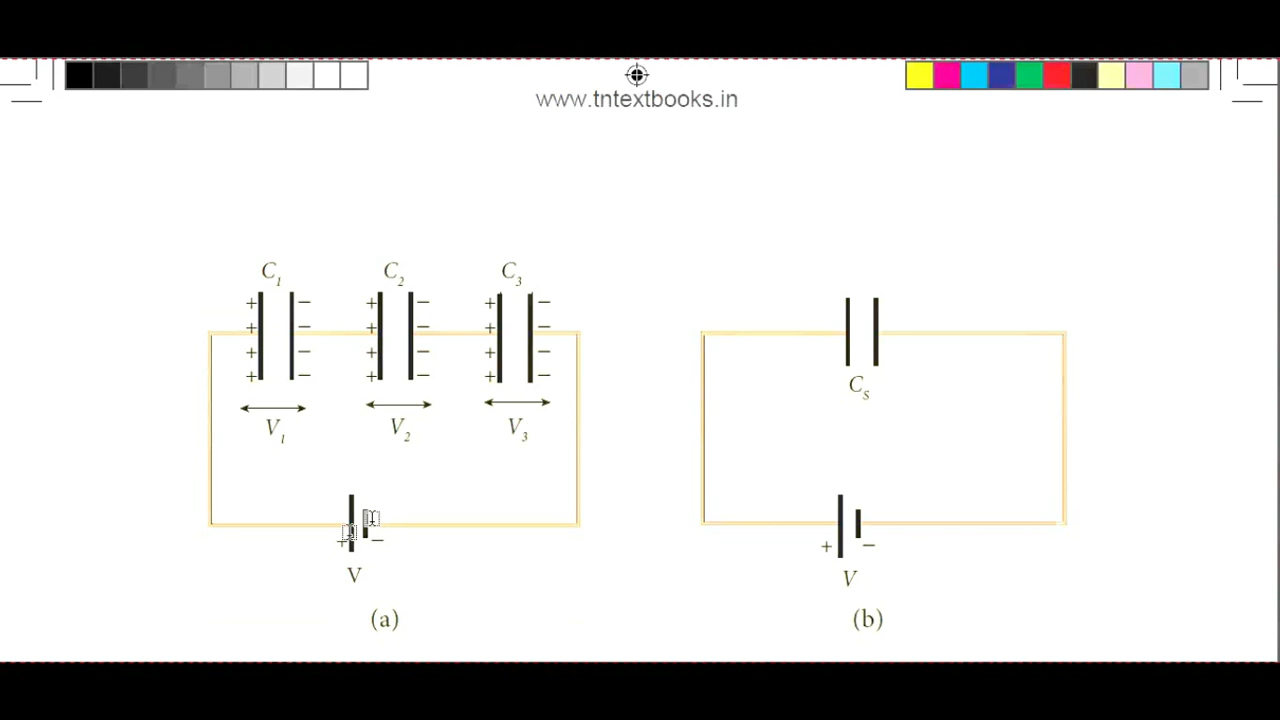 www.tntextbooks.in
C1 C2 C3
+ − + − + −
+ − + − + −
+ − + − + −
+ − + − + −
CS
V1 V2 V3
+ − + −
V V
(a) (b)